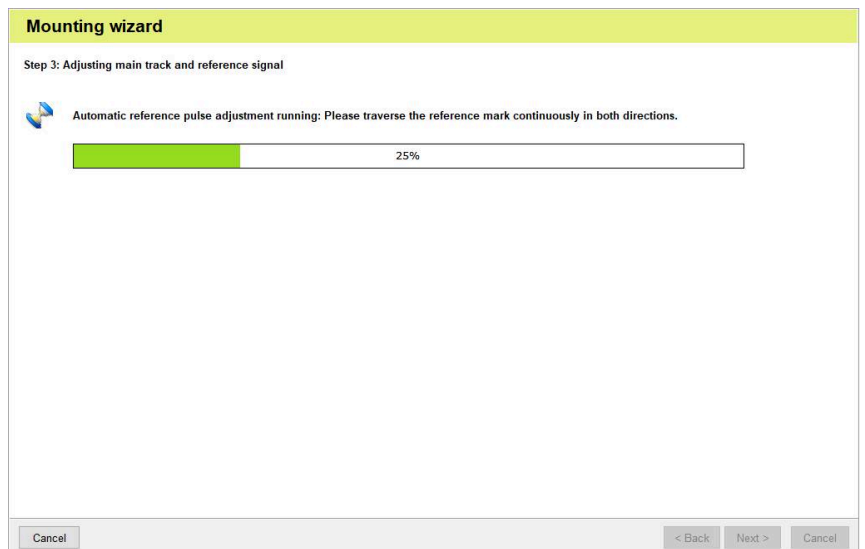 Mounting wizard
Step 3: Adjusting main track and reference signal
Automatic reference pulse adjustment running: Please traverse the reference mark continuously in both directions.
25%
Cancel
< Back Next > Cancel